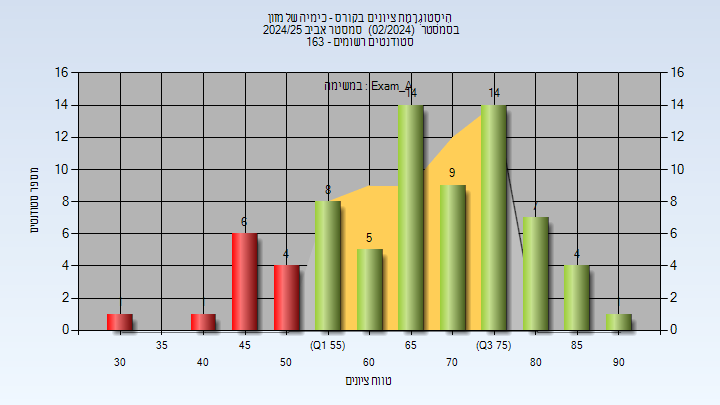 היסטוגרמת ציונים בקורס - כימיה של מזון
בסמסטר (02/2024) סמסטר אביב 2024/25
סטודנטים רשומים - 163
במשימה : Exam_A
16 16
14 14
12 12
10 10
8 8
6 6
4 4
2 2
0 0
6 4 8 5 14 9 14 7 4
מספר סטודנטים
35 45 (Q1 55) 65 (Q3 75) 85
30 40 50 60 70 80 90
טווח ציונים